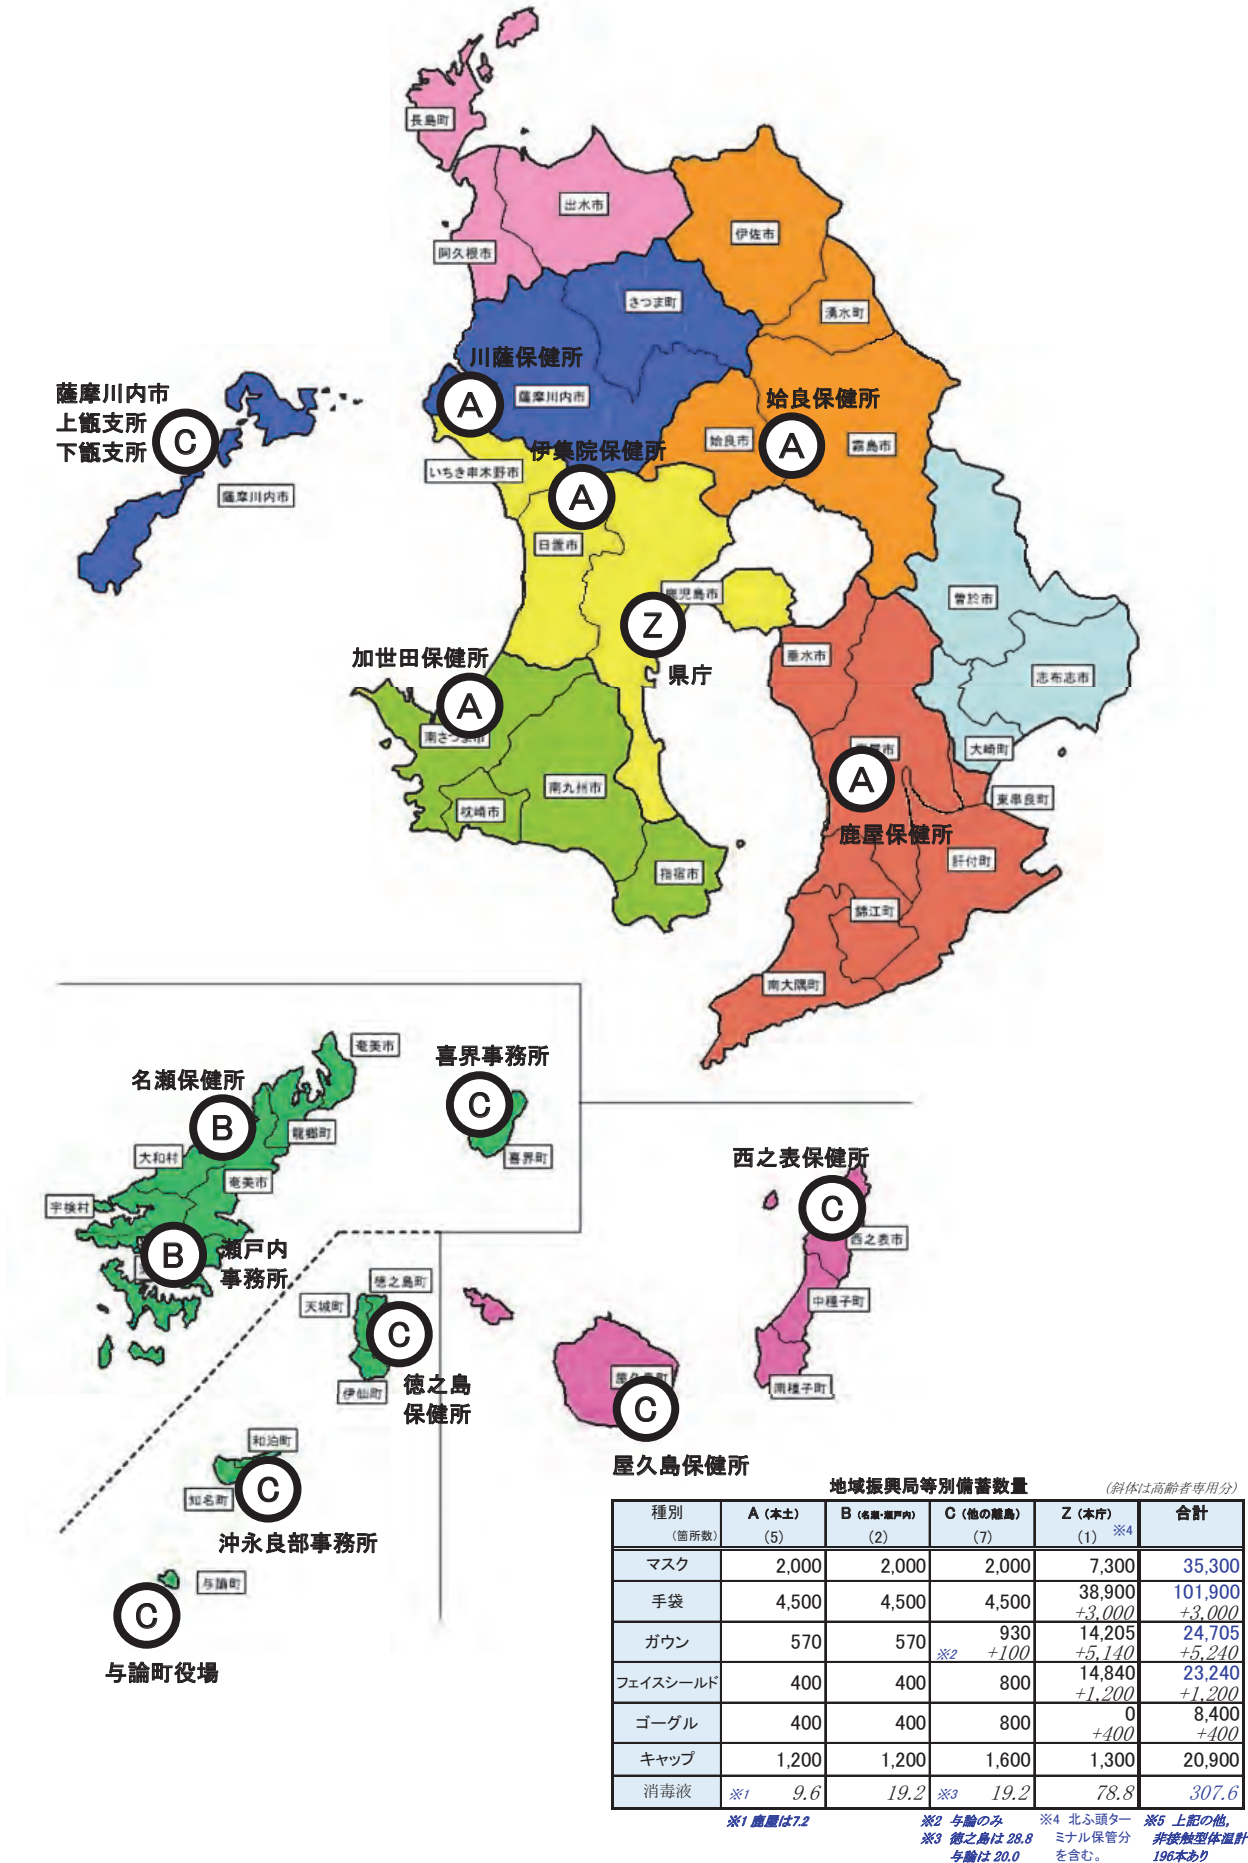 長島町
出水市
阿久根市
伊佐市
湧水町
さつま町
川薩保健所
A
薩摩川内市
薩摩川内市
上甑支所
下甑支所
C
薩摩川内市
姶良保健所
A
姶良市
霧島市
伊集院保健所
A
いちき串木野市
日置市
鹿児島市
Z
県庁
曽於市
志布志市
大崎町
垂水市
加世田保健所
A
南さつま市
南九州市
枕崎市
指宿市
鹿屋市
A
鹿屋保健所
東串良町
肝付町
錦江町
南大隅町
奄美市
名瀬保健所
B
龍郷町
大和村
奄美市
宇検村
B
瀬戸内
事務所
喜界事務所
C
喜界町
西之表保健所
C
西之表市
中種子町
南種子町
徳之島町
天城町
C
伊仙町
徳之島
保健所
屋久島町
C
屋久島保健所
和泊町
知名町
C
沖永良部事務所
与論町
C
与論町役場
地域振興局等別備蓄数量 (斜体は高齢者専用分)
種別 (箇所数) A (本土) (5) B (名瀬・瀬戸内) (2) C (他の離島) (7) Z (本庁) (1) ※4 合計
マスク 2,000 2,000 2,000 7,300 35,300
手袋 4,500 4,500 4,500 38,900 +3,000 101,900 +3,000
ガウン 570 570 ※2 930 +100 14,205 +5,140 24,705 +5,240
フェイスシールド 400 400 800 14,840 +1,200 23,240 +1,200
ゴーグル 400 400 800 0 +400 8,400 +400
キャップ 1,200 1,200 1,600 1,300 20,900
消毒液 ※1 9.6 19.2 ※3 19.2 78.8 307.6
※1 鹿屋は7.2
※2 与論のみ
※3 徳之島は 28.8
与論は 20.0
※4 北ふ頭ター
ミナル保管分
を含む。
※5 上記の他,
非接触型体温計
196本あり